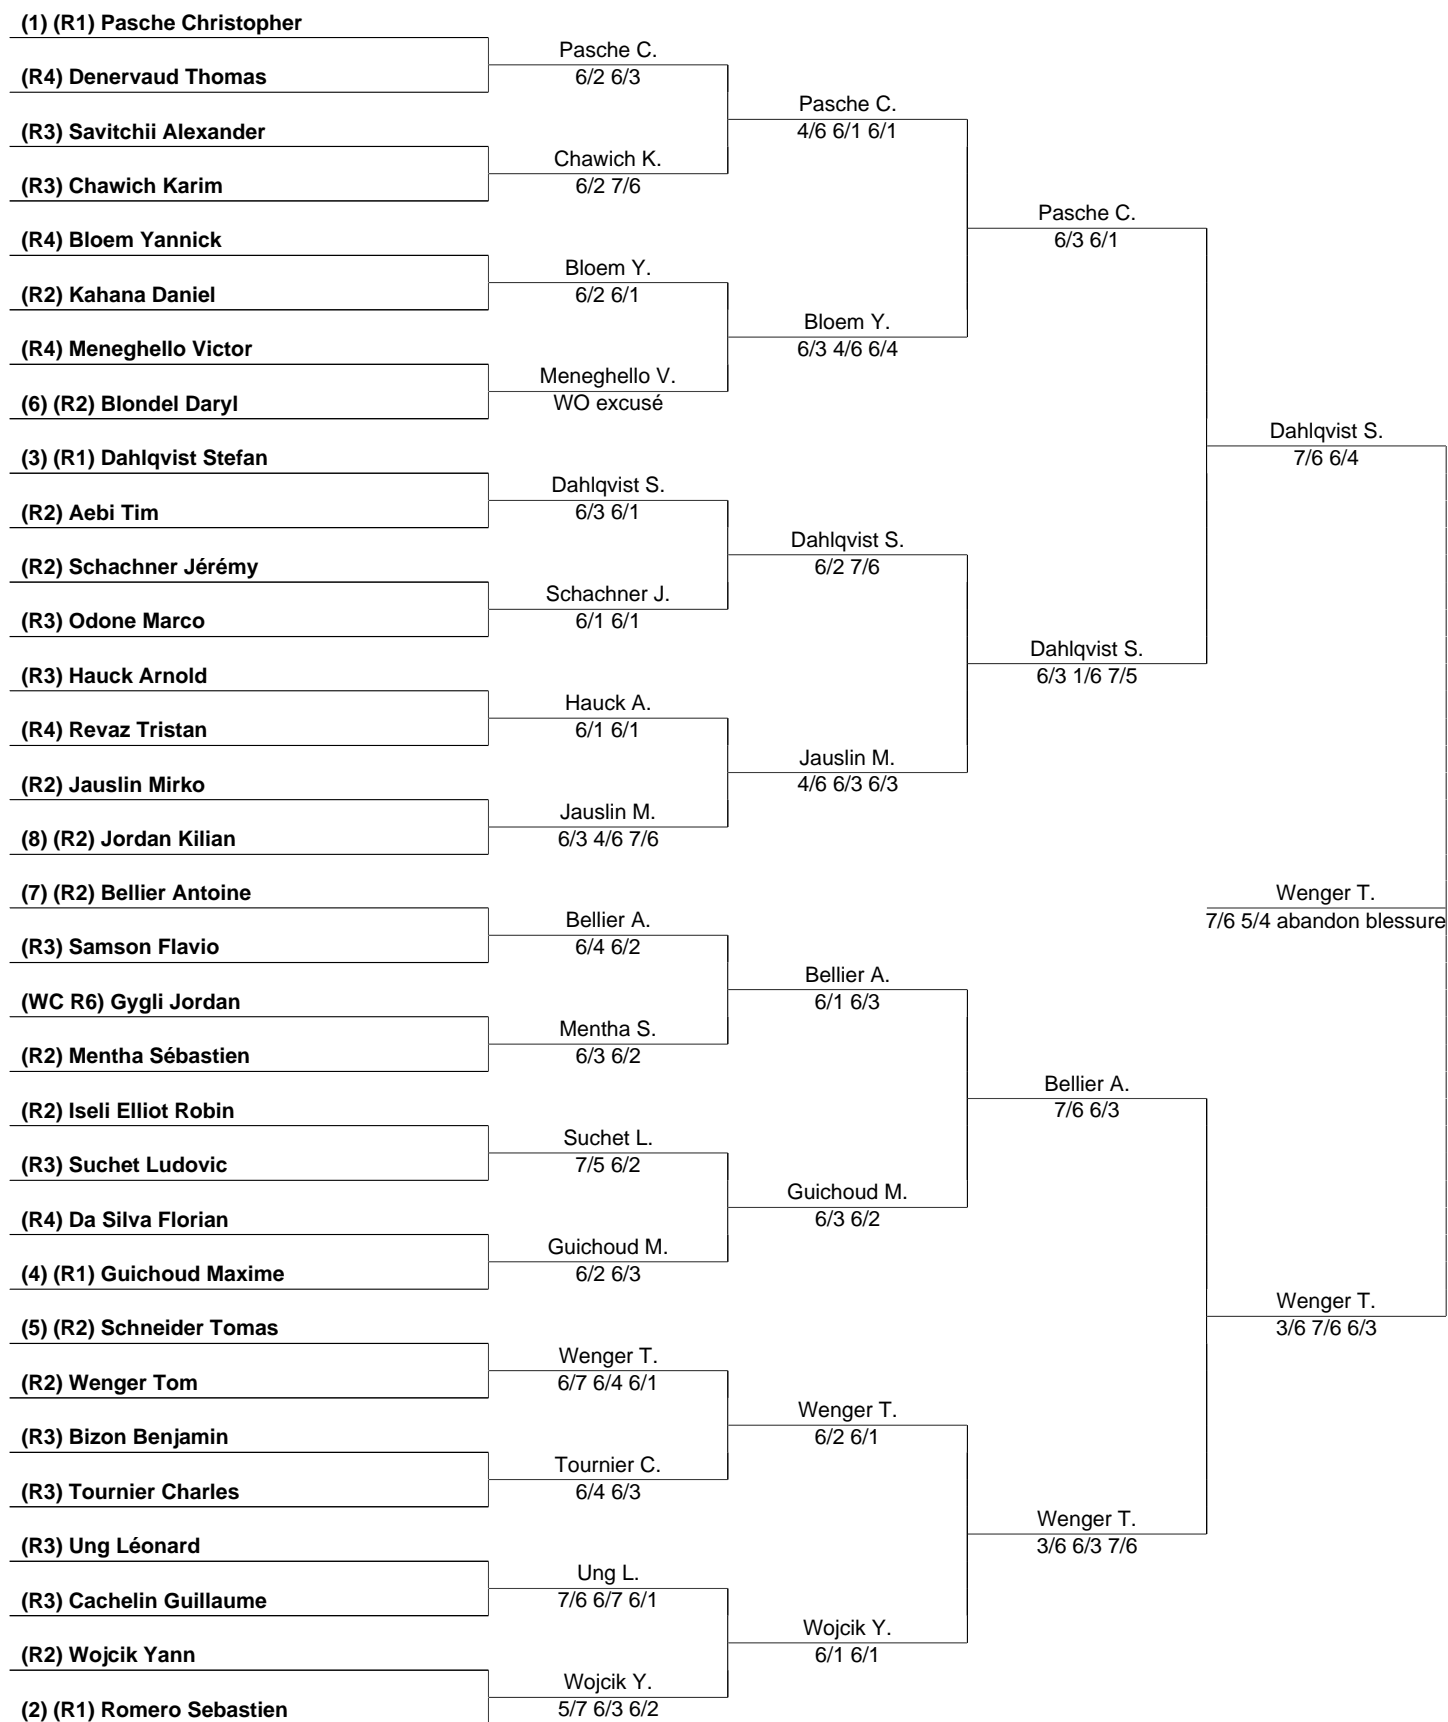 (1) (R1) Pasche Christopher
Pasche C.
(R4) Denervaud Thomas
6/2 6/3
Pasche C.
(R3) Savitchii Alexander
4/6 6/1 6/1
Chawich K.
(R3) Chawich Karim
6/2 7/6
Pasche C.
(R4) Bloem Yannick
6/3 6/1
Bloem Y.
(R2) Kahana Daniel
6/2 6/1
Bloem Y.
(R4) Meneghello Victor
6/3 4/6 6/4
Meneghello V.
(6) (R2) Blondel Daryl
WO excusé
Dahlqvist S.
(3) (R1) Dahlqvist Stefan
7/6 6/4
Dahlqvist S.
(R2) Aebi Tim
6/3 6/1
Dahlqvist S.
(R2) Schachner Jérémy
6/2 7/6
Schachner J.
(R3) Odone Marco
6/1 6/1
Dahlqvist S.
(R3) Hauck Arnold
6/3 1/6 7/5
Hauck A.
(R4) Revaz Tristan
6/1 6/1
Jauslin M.
(R2) Jauslin Mirko
4/6 6/3 6/3
Jauslin M.
(8) (R2) Jordan Kilian
6/3 4/6 7/6
(7) (R2) Bellier Antoine
Wenger T.
7/6 5/4 abandon blessure
Bellier A.
(R3) Samson Flavio
6/4 6/2
Bellier A.
(WC R6) Gygli Jordan
6/1 6/3
Mentha S.
(R2) Mentha Sébastien
6/3 6/2
Bellier A.
(R2) Iseli Elliot Robin
7/6 6/3
Suchet L.
(R3) Suchet Ludovic
7/5 6/2
Guichoud M.
(R4) Da Silva Florian
6/3 6/2
Guichoud M.
(4) (R1) Guichoud Maxime
6/2 6/3
Wenger T.
(5) (R2) Schneider Tomas
3/6 7/6 6/3
Wenger T.
(R2) Wenger Tom
6/7 6/4 6/1
Wenger T.
(R3) Bizon Benjamin
6/2 6/1
Tournier C.
(R3) Tournier Charles
6/4 6/3
Wenger T.
(R3) Ung Léonard
3/6 6/3 7/6
Ung L.
(R3) Cachelin Guillaume
7/6 6/7 6/1
Wojcik Y.
(R2) Wojcik Yann
6/1 6/1
Wojcik Y.
(2) (R1) Romero Sebastien
5/7 6/3 6/2